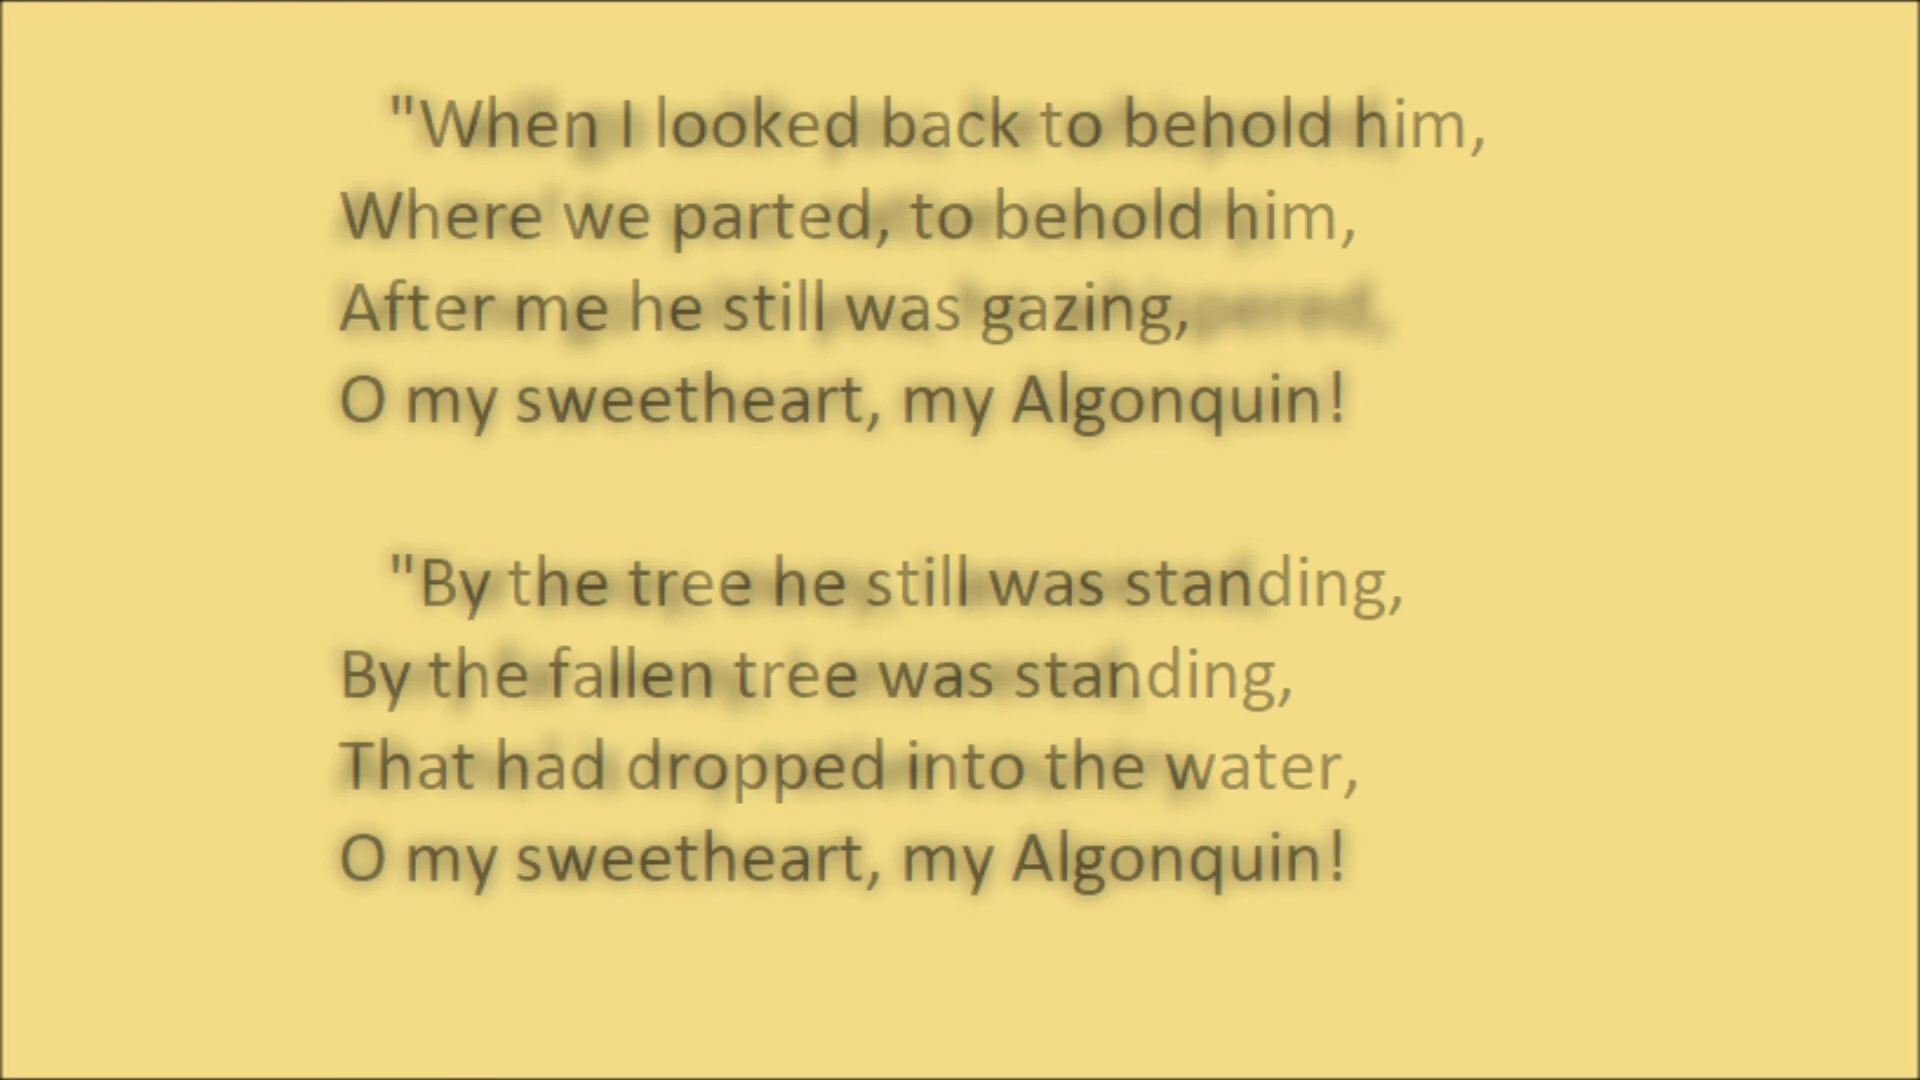 "When I looked back to behold him,
Where we parted, to behold him,
After me he still was gazing,
O my sweetheart, my Algonquin!
"By the tree he still was standing,
By the fallen tree was standing,
That had dropped into the water,
O my sweetheart, my Algonquin!